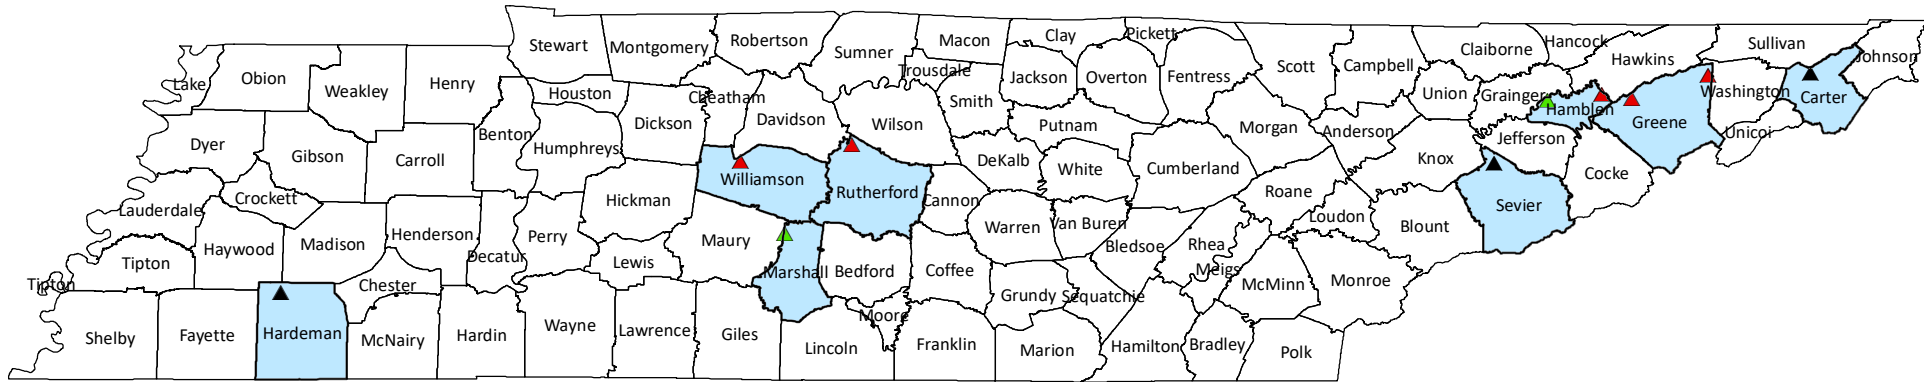 Stewart
Montgomery
Robertson
Sumner
Macon
Clay
Pickett
Scott
Campbell
Claiborne
Hancock
Hawkins
Sullivan
Johnson
Lake
Obion
Weakley
Henry
Houston
Cheatham
Trousdale
Smith
Jackson
Overton
Fentress
Union
Grainger
Hamblen
Washington
Carter
Dyer
Gibson
Carroll
Benton
Humphreys
Dickson
Davidson
Wilson
Putnam
Morgan
Anderson
Greene
Unicoi
Jefferson
Knox
Crockett
Lauderdale
Hickman
Williamson
Rutherford
Cannon
DeKalb
White
Cumberland
Roane
Loudon
Blount
Sevier
Cocke
Haywood
Madison
Henderson
Decatur
Perry
Lewis
Maury
Marshall
Bedford
Coffee
Warren
Van Buren
Bledsoe
Rhea
Meigs
McMinn
Monroe
Tipton
Tipton
Chester
Shelby
Fayette
Hardeman
McNairy
Hardin
Wayne
Lawrence
Giles
Lincoln
Moore
Franklin
Grundy
Sequatchie
Marion
Hamilton
Bradley
Polk